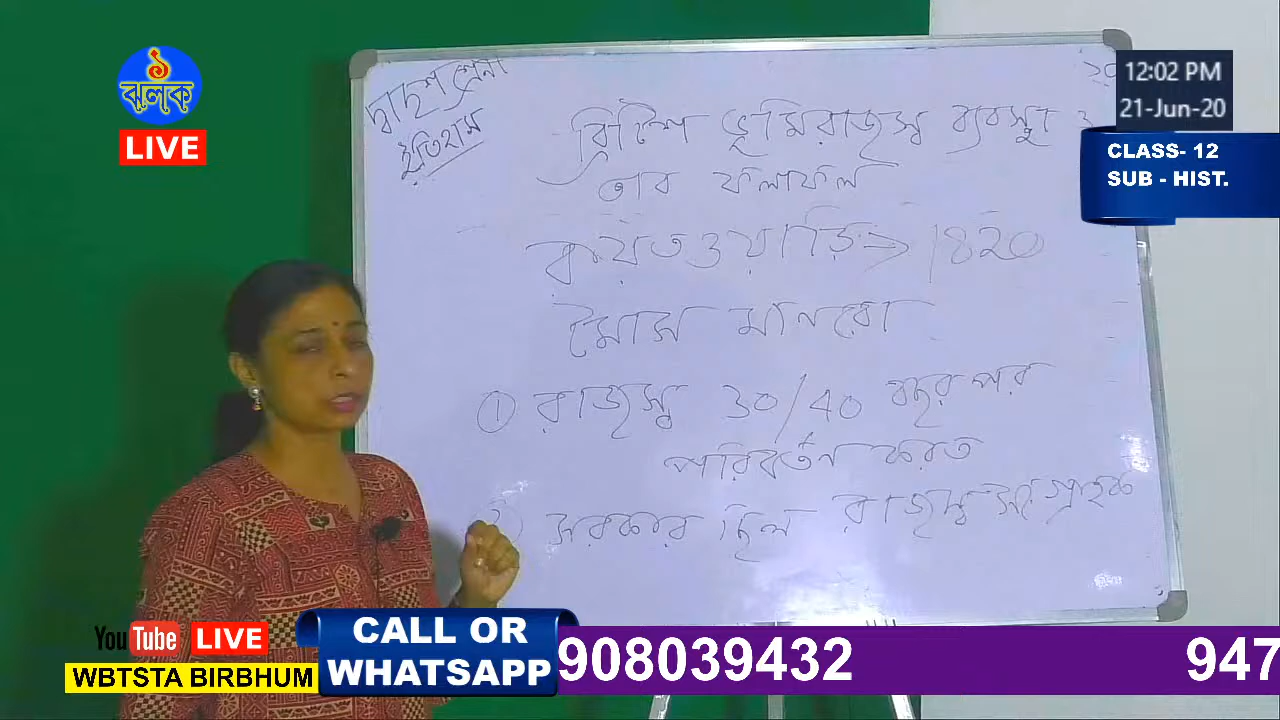 ঝলক
LIVE
12:02 PM
21-Jun-20
CLASS- 12
SUB - HIST.
দ্বাদশ শ্রেনী
ইতিহাস
ব্রিটিশ ভূমিরাজস্ব ব্যবস্থা ও
তার ফলাফল
রায়তওয়ারি → 1820
মানরো
① রাজস্ব 30/40 বছর পর
পরিবর্তন করত
সরকার ছিল রাজস্ব সংগ্রাহক
YouTube LIVE
WBTSTA BIRBHUM
CALL OR
WHATSAPP
908039432
947